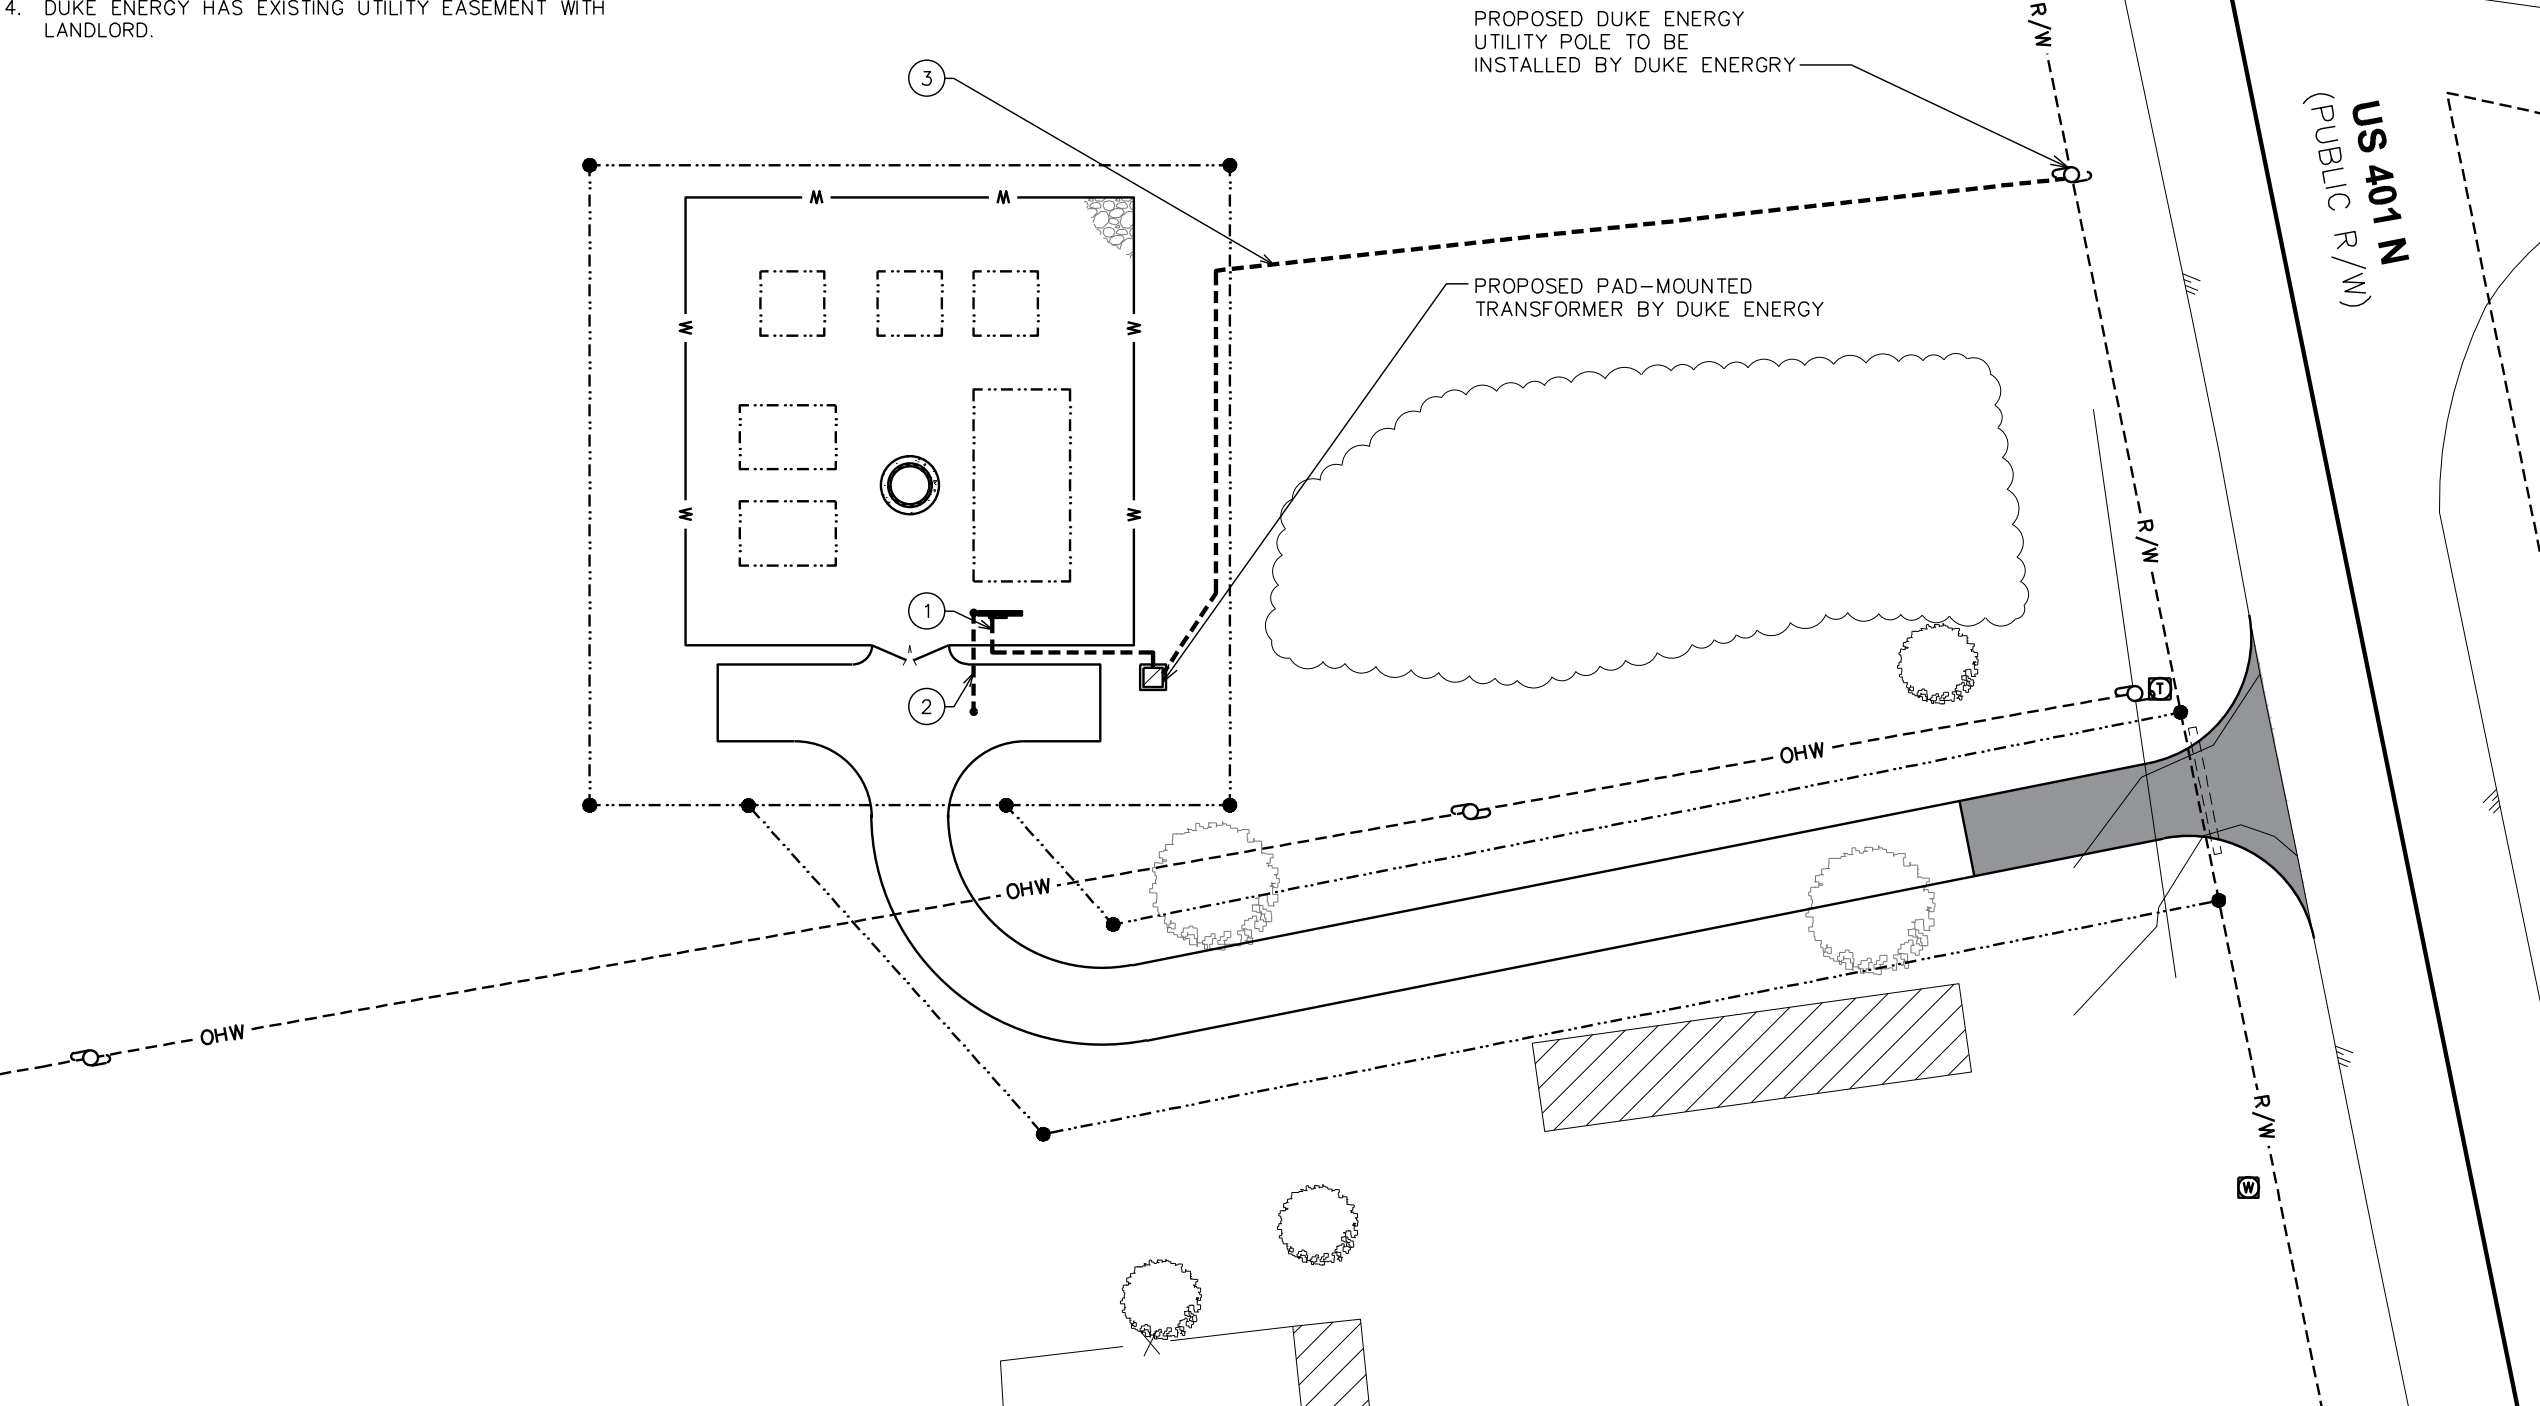 4. DUKE ENERGY HAS EXISTING UTILITY EASEMENT WITH
LANDLORD.
PROPOSED DUKE ENERGY
UTILITY POLE TO BE
INSTALLED BY DUKE ENERGRY
R/W
3
US 401 N
(PUBLIC R/W)
PROPOSED PAD-MOUNTED
TRANSFORMER BY DUKE ENERGY
R/W
1
2
T
OHW
OHW
OHW
R/W
W